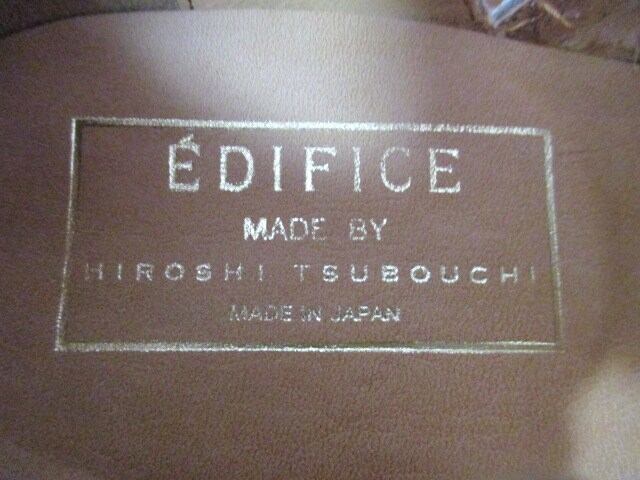 ÉDIFICE
MADE BY
HIROSHI TSUBOUCHI
MADE IN JAPAN